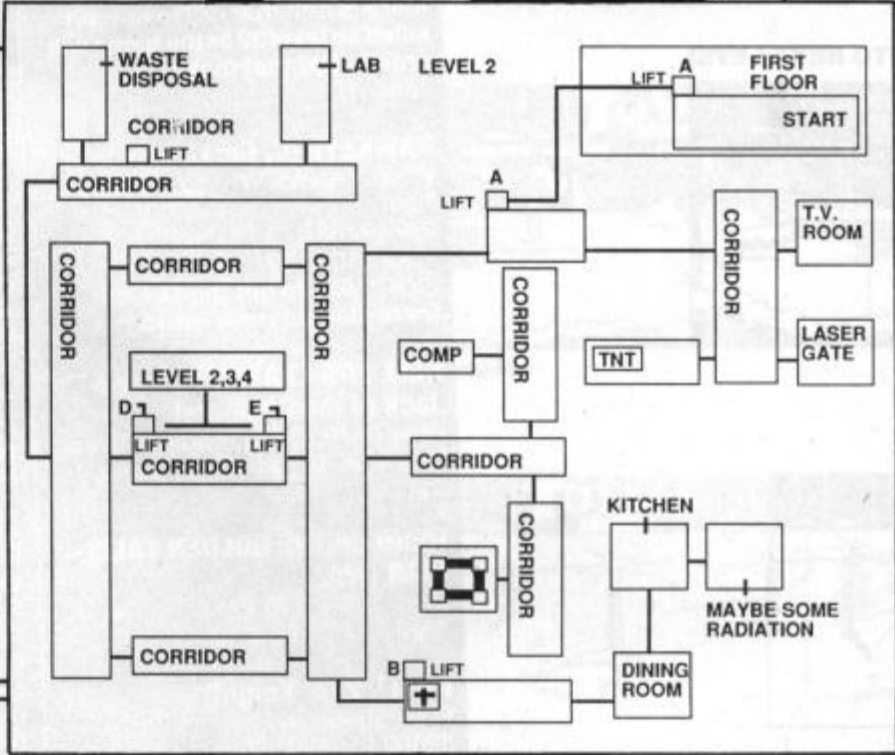 WASTE
DISPOSAL
LAB
LEVEL 2
LIFT
A
FIRST
FLOOR
START
CORRIDOR
LIFT
CORRIDOR
A
LIFT
CORRIDOR
T.V.
ROOM
CORRIDOR
CORRIDOR
CORRIDOR
CORRIDOR
COMP
TNT
LASER
GATE
LEVEL 2,3,4
D
E
LIFT
LIFT
CORRIDOR
CORRIDOR
CORRIDOR
KITCHEN
MAYBE SOME
RADIATION
CORRIDOR
B
LIFT
DINING
ROOM